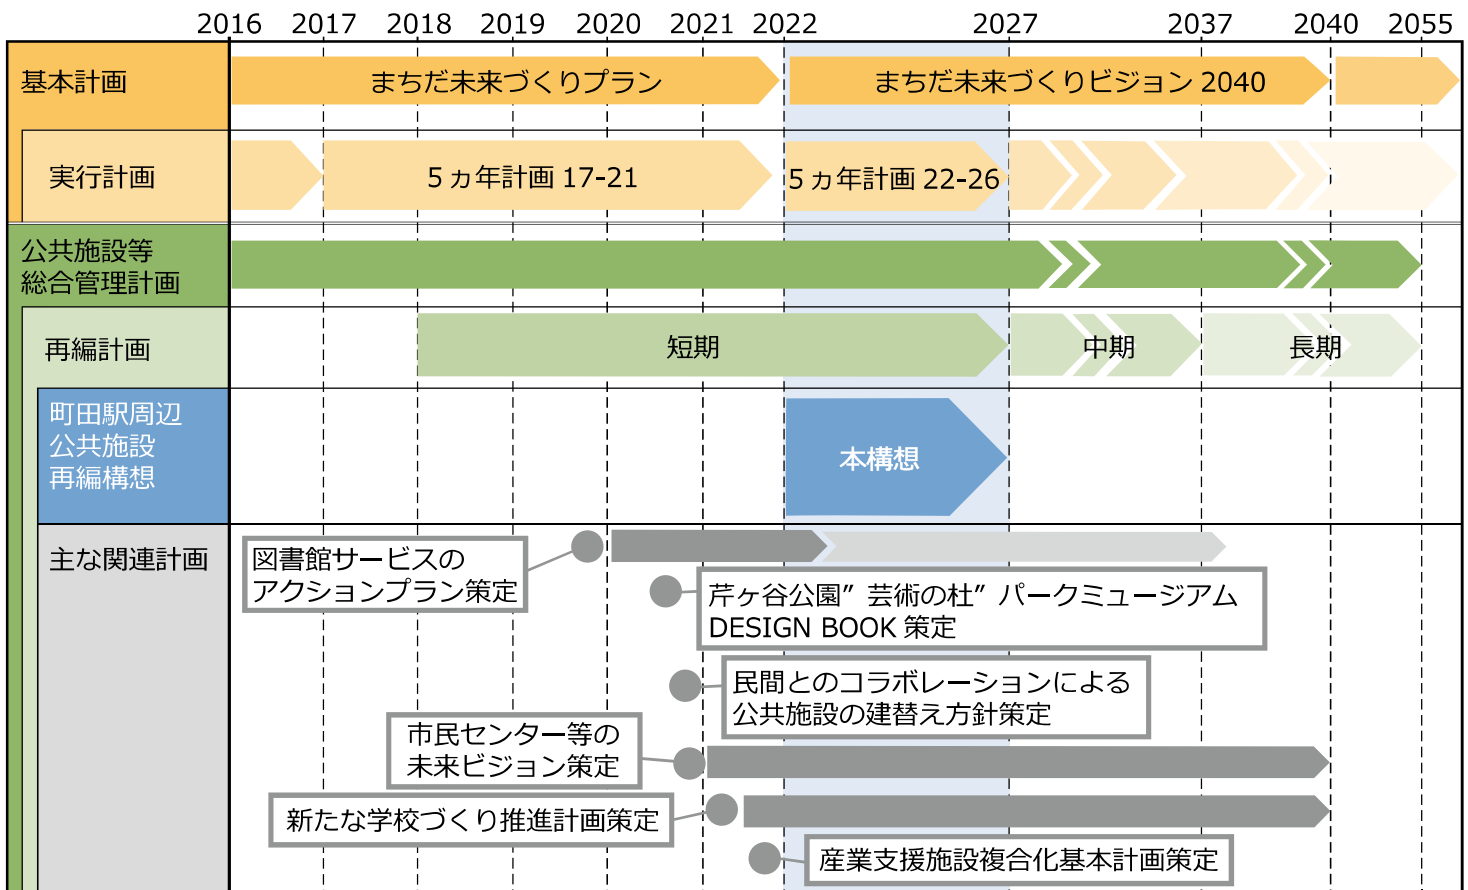 2016 2017 2018 2019 2020 2021 2022 2027 2037 2040 2055
基本計画
まちだ未来づくりプラン
まちだ未来づくりビジョン 2040
実行計画
5ヵ年計画 17-21
5ヵ年計画 22-26
公共施設等
総合管理計画
再編計画
短期
中期
長期
町田駅周辺
公共施設
再編構想
本構想
主な関連計画
図書館サービスの
アクションプラン策定
芹ヶ谷公園”芸術の杜”パークミュージアム
DESIGN BOOK 策定
民間とのコラボレーションによる
公共施設の建替え方針策定
市民センター等の
未来ビジョン策定
新たな学校づくり推進計画策定
産業支援施設複合化基本計画策定